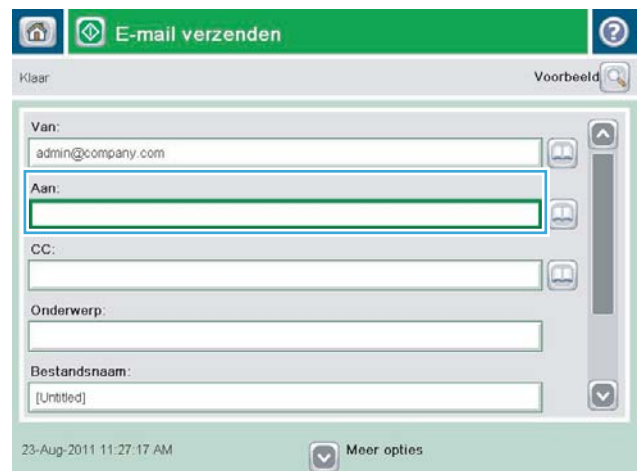 E-mail verzenden
Klaar
Voorbeeld
Van:
admin@company.com
Aan:
CC:
Onderwerp:
Bestandsnaam:
[Untitled]
23-Aug-2011 11:27:17 AM
Meer opties